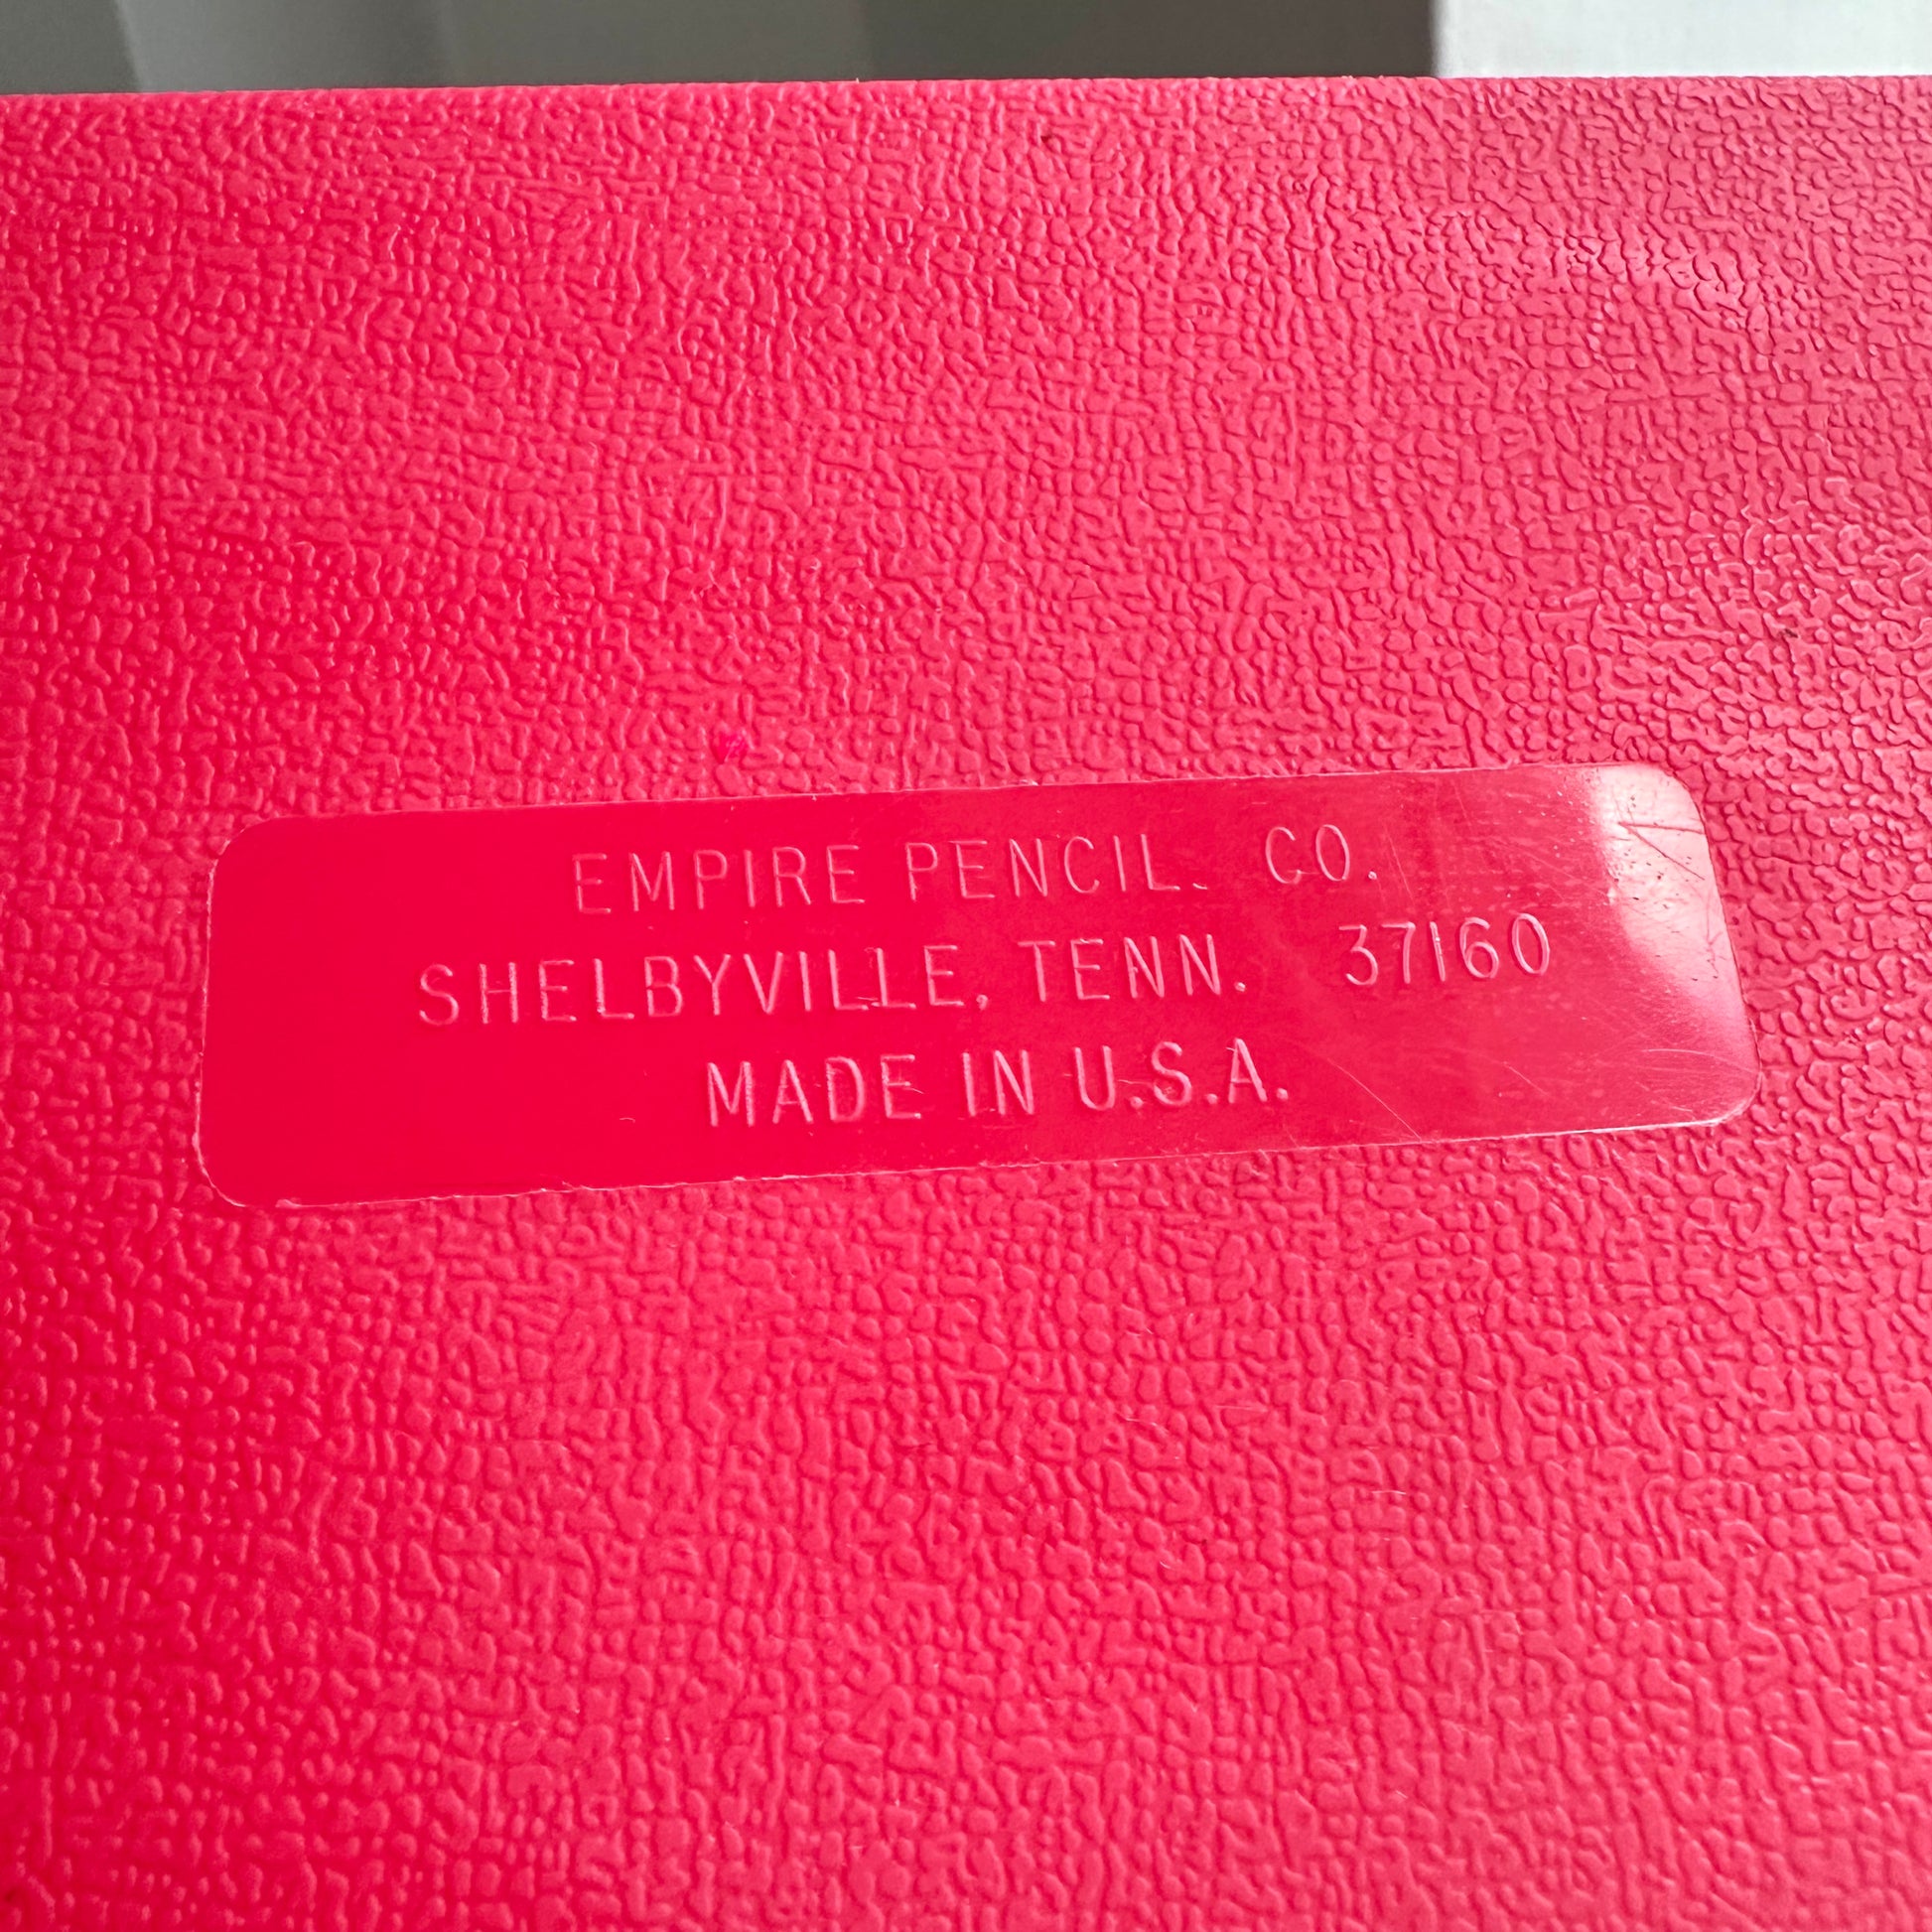 EMPIRE PENCIL. CO.
SHELBYVILLE, TENN. 37160
MADE IN U.S.A.